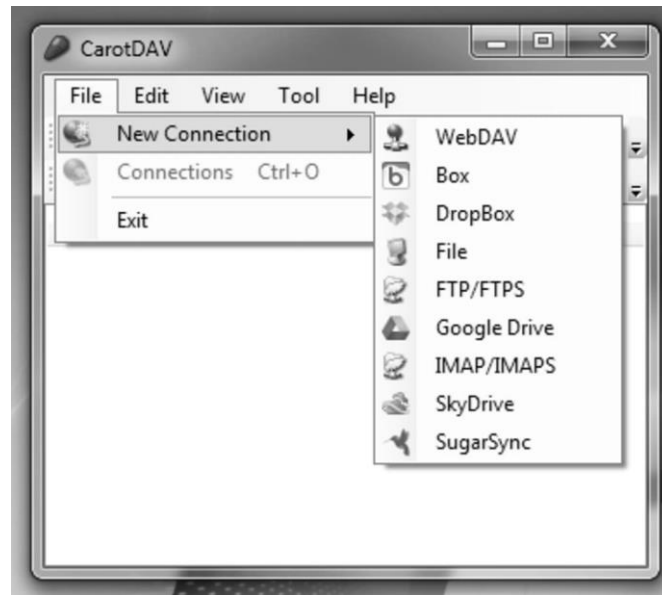 CarotDAV
File Edit View Tool Help
New Connection
Connections Ctrl+O
Exit
WebDAV
Box
DropBox
File
FTP/FTPS
Google Drive
IMAP/IMAPS
SkyDrive
SugarSync